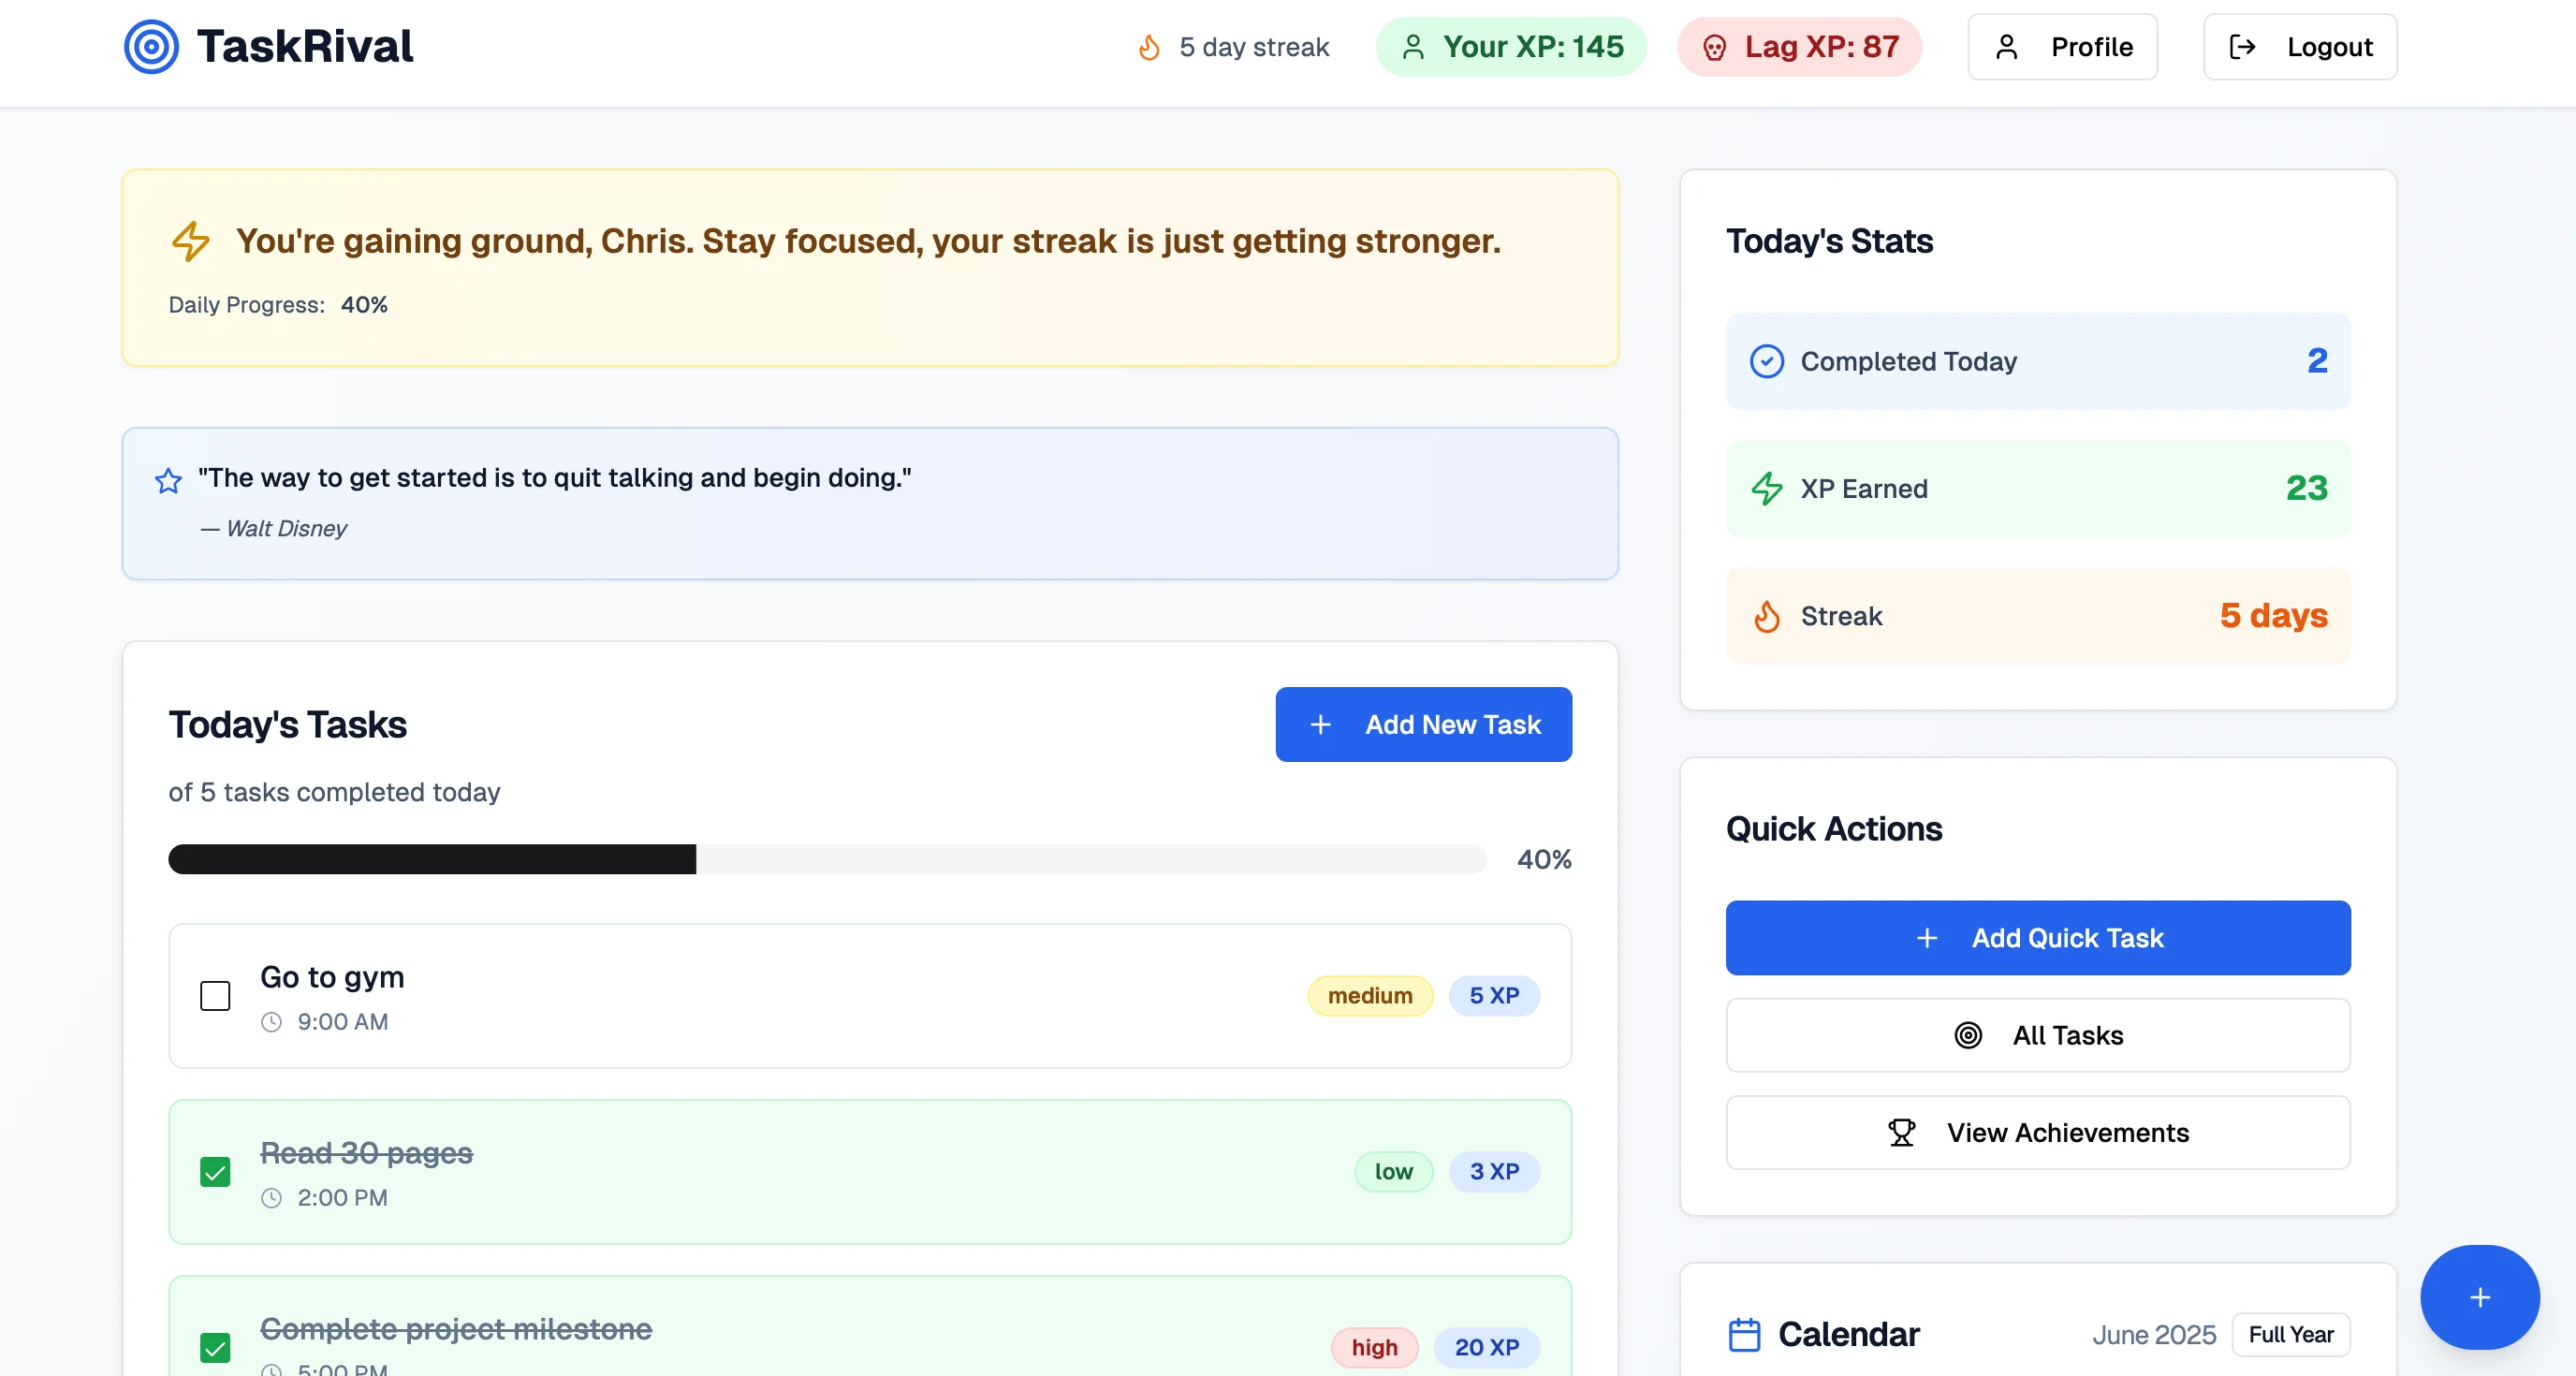 TaskRival
5 day streak
Your XP: 145
Lag XP: 87
Profile
Logout
You're gaining ground, Chris. Stay focused, your streak is just getting stronger.
Daily Progress: 40%
"The way to get started is to quit talking and begin doing."
— Walt Disney
Today's Tasks
Add New Task
of 5 tasks completed today
40%
Go to gym
9:00 AM
medium
5 XP
Read 30 pages
2:00 PM
low
3 XP
Complete project milestone
5:00 PM
high
20 XP
Today's Stats
Completed Today
2
XP Earned
23
Streak
5 days
Quick Actions
Add Quick Task
All Tasks
View Achievements
Calendar
June 2025
Full Year